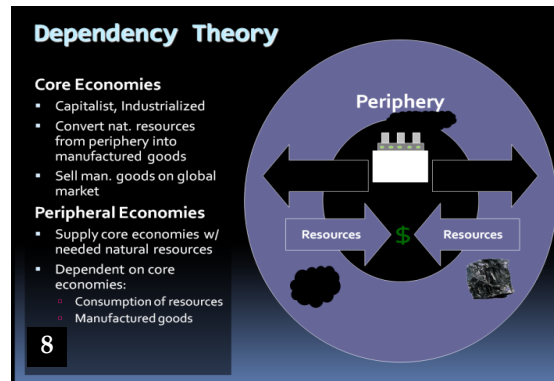 Dependency Theory
Core Economies
▪ Capitalist, Industrialized
▪ Convert nat. resources
from periphery into
manufactured goods
▪ Sell man. goods on global
market
Peripheral Economies
▪ Supply core economies w/
needed natural resources
▪ Dependent on core
economies:
▫ Consumption of resources
▫ Manufactured goods
8
Periphery
Resources
$
Resources